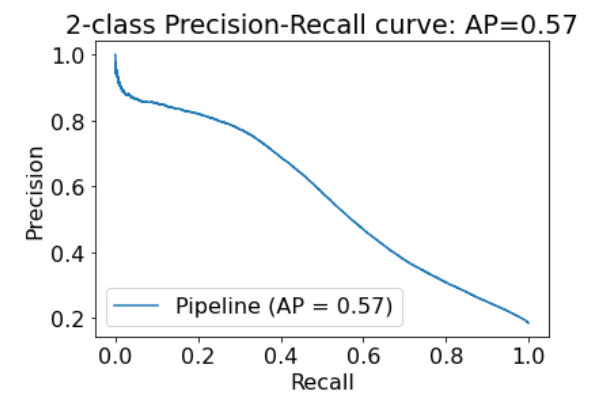 2-class Precision-Recall curve: AP=0.57
1.0
0.8
0.6
0.4
0.2
Precision
Pipeline (AP = 0.57)
0.0 0.2 0.4 0.6 0.8 1.0
Recall